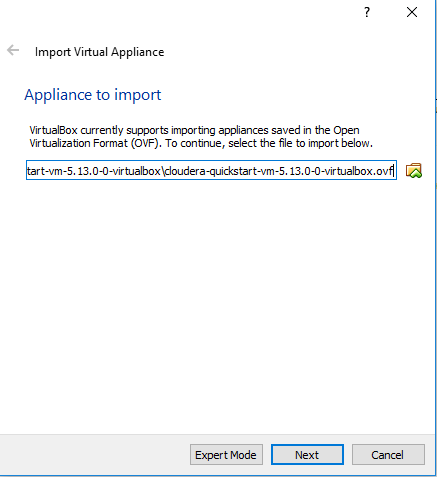 ?
Import Virtual Appliance
Appliance to import
VirtualBox currently supports importing appliances saved in the Open
Virtualization Format (OVF). To continue, select the file to import below.
tart-vm-5.13.0-0-virtualbox\cloudera-quickstart-vm-5.13.0-0-virtualbox.ovf
Expert Mode Next Cancel